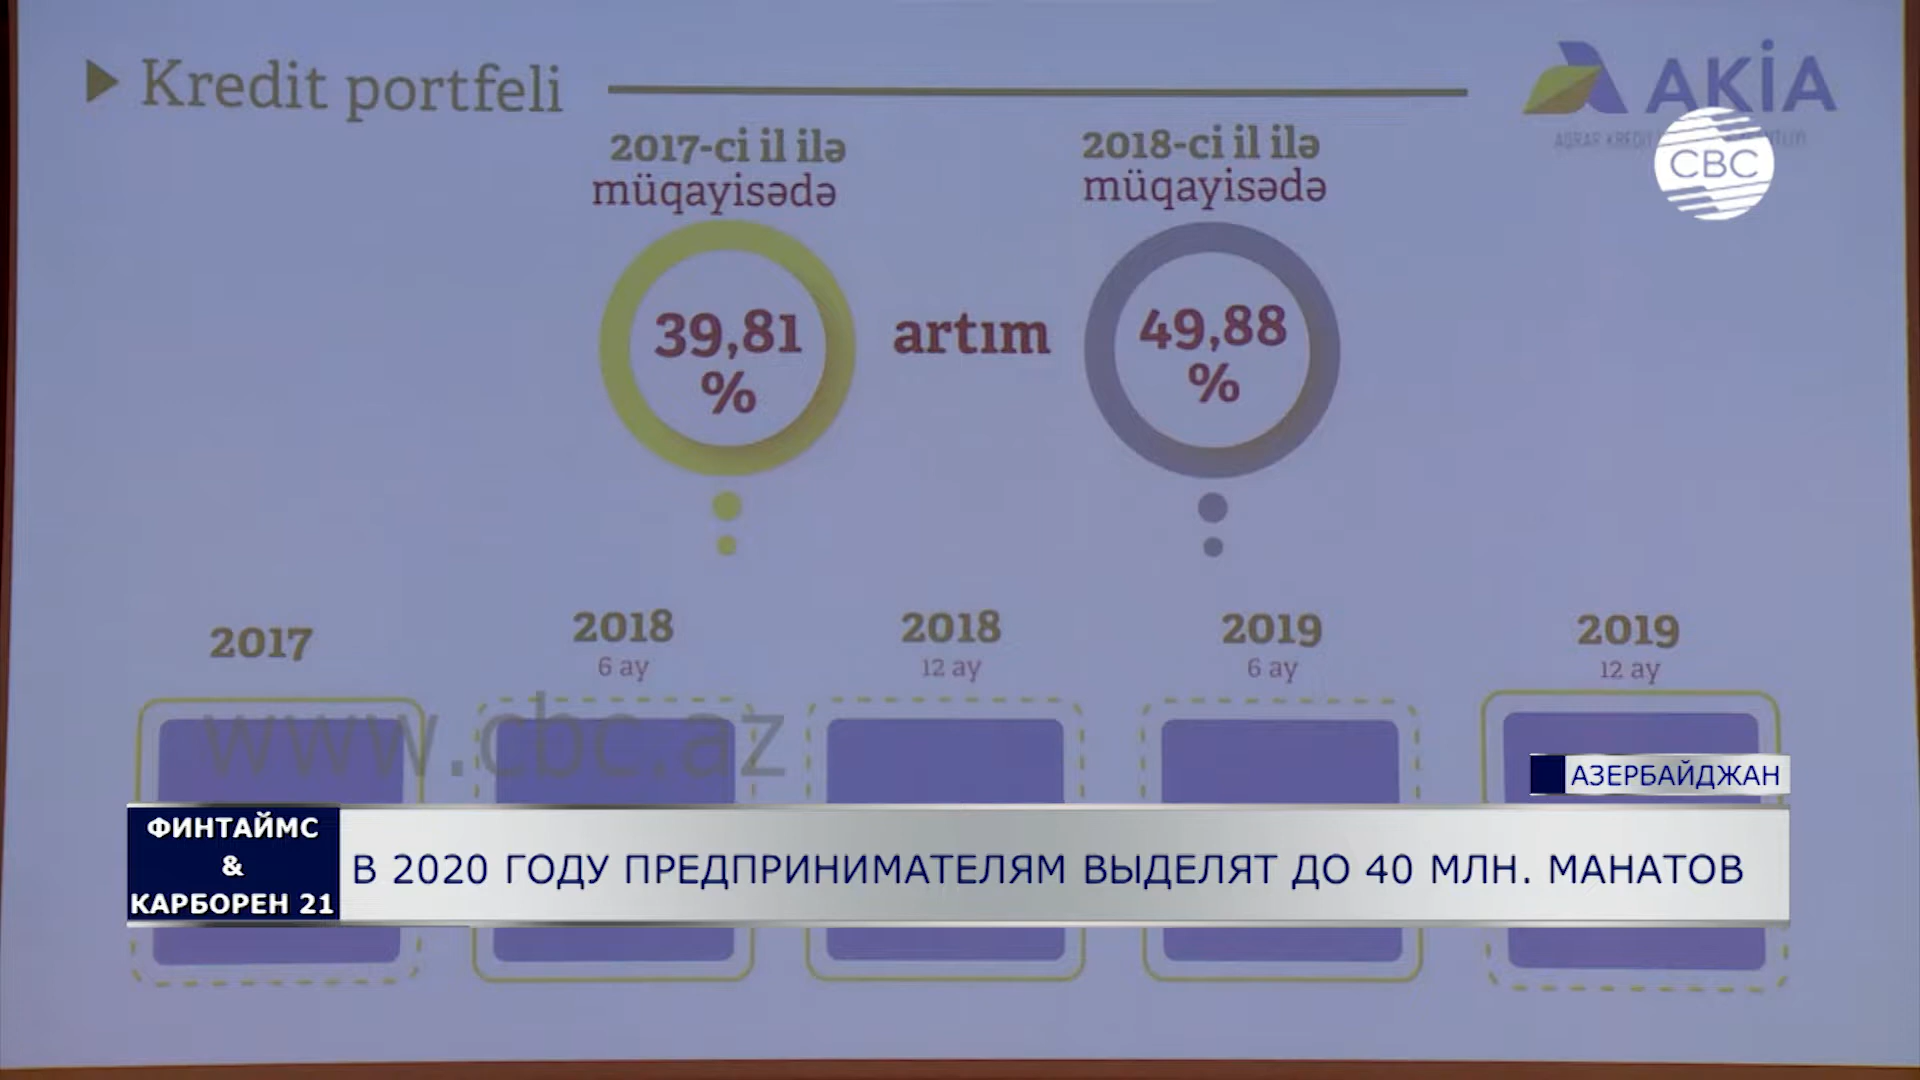 Kredit portfeli
AKİA
AQRAR KREDİT
CBC
2017-ci il ilə
müqayisədə
2018-ci il ilə
müqayisədə
39,81
%
artım
49,88
%
2017
2018
6 ay
2018
12 ay
2019
6 ay
2019
12 ay
www.cbc.az
АЗЕРБАЙДЖАН
ФИНТАЙМС
&
КАРБОРЕН 21
В 2020 ГОДУ ПРЕДПРИНИМАТЕЛЯМ ВЫДЕЛЯТ ДО 40 МЛН. МАНАТОВ